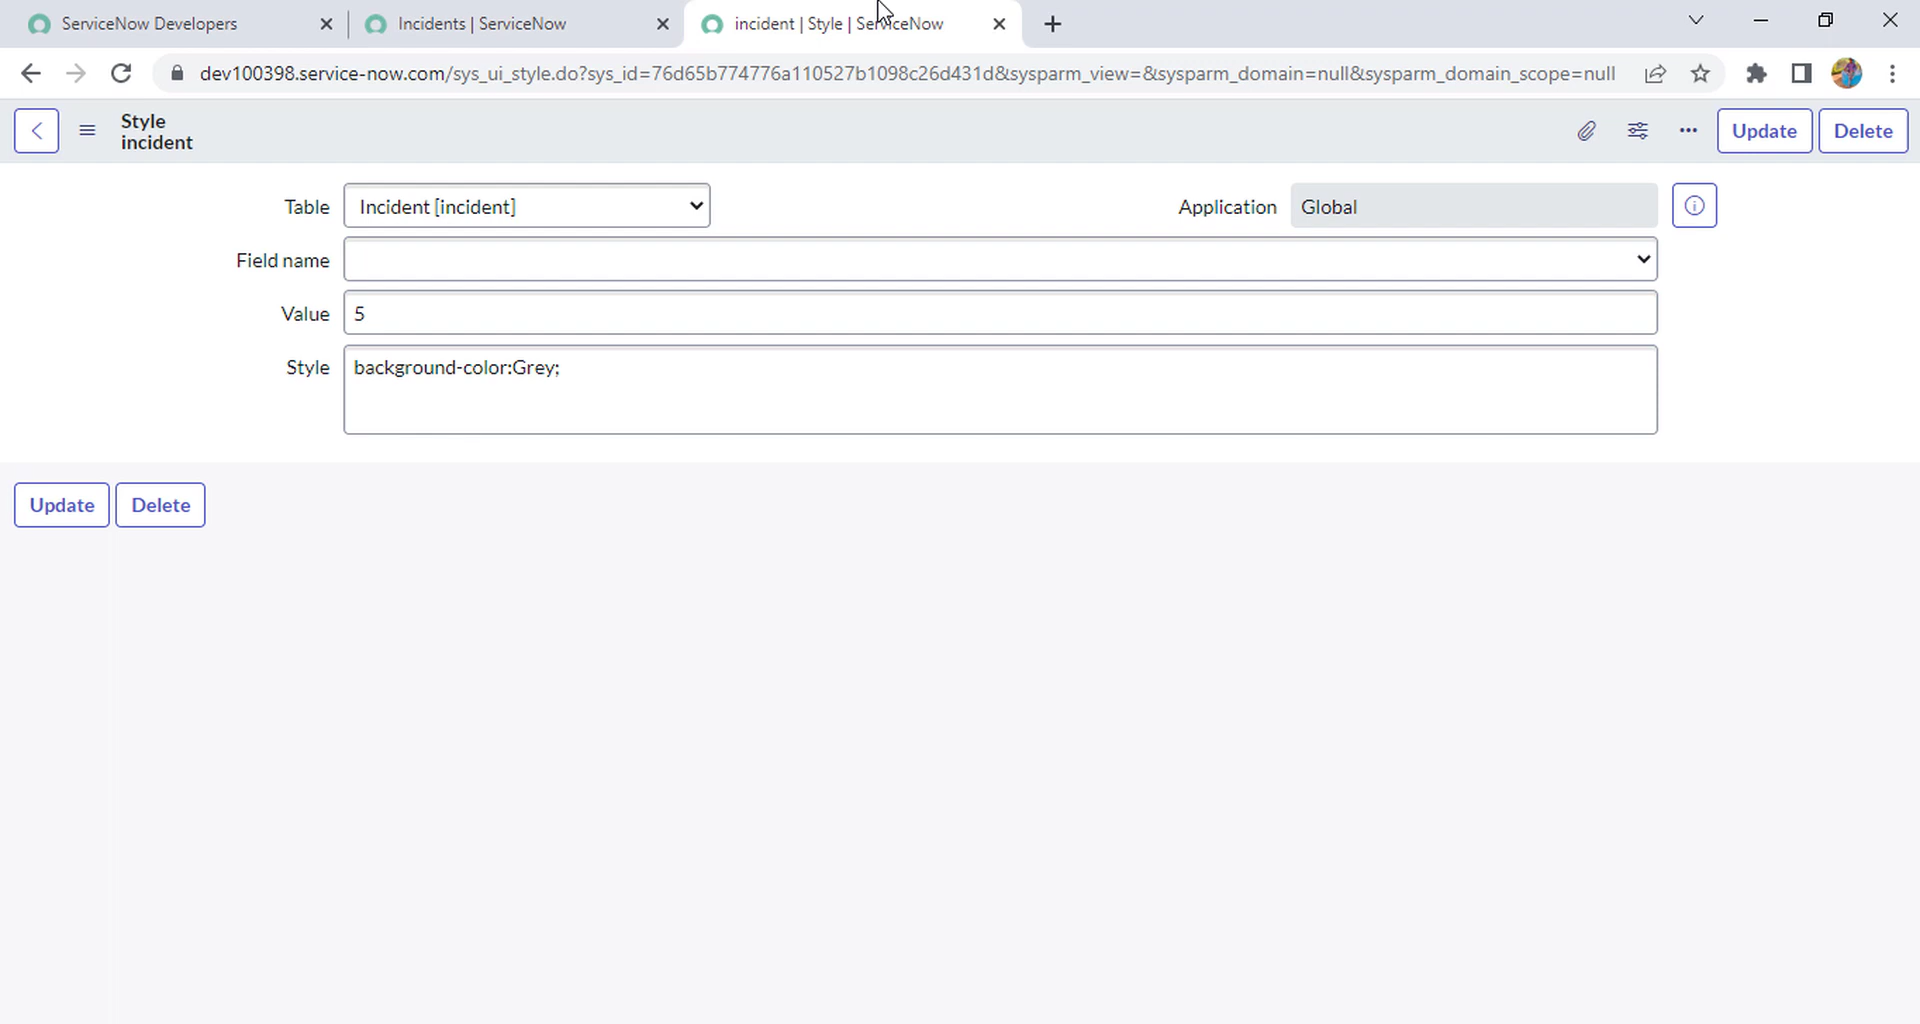 ServiceNow Developers
Incidents | ServiceNow
incident | Style | ServiceNow
dev100398.service-now.com/sys_ui_style.do?sys_id=76d65b774776a110527b1098c26d431d&sysparm_view=&sysparm_domain=null&sysparm_domain_scope=null
Style
incident
Update
Delete
Table
Incident [incident]
Application
Global
Field name
Value
5
Style
background-color:Grey;
Update
Delete